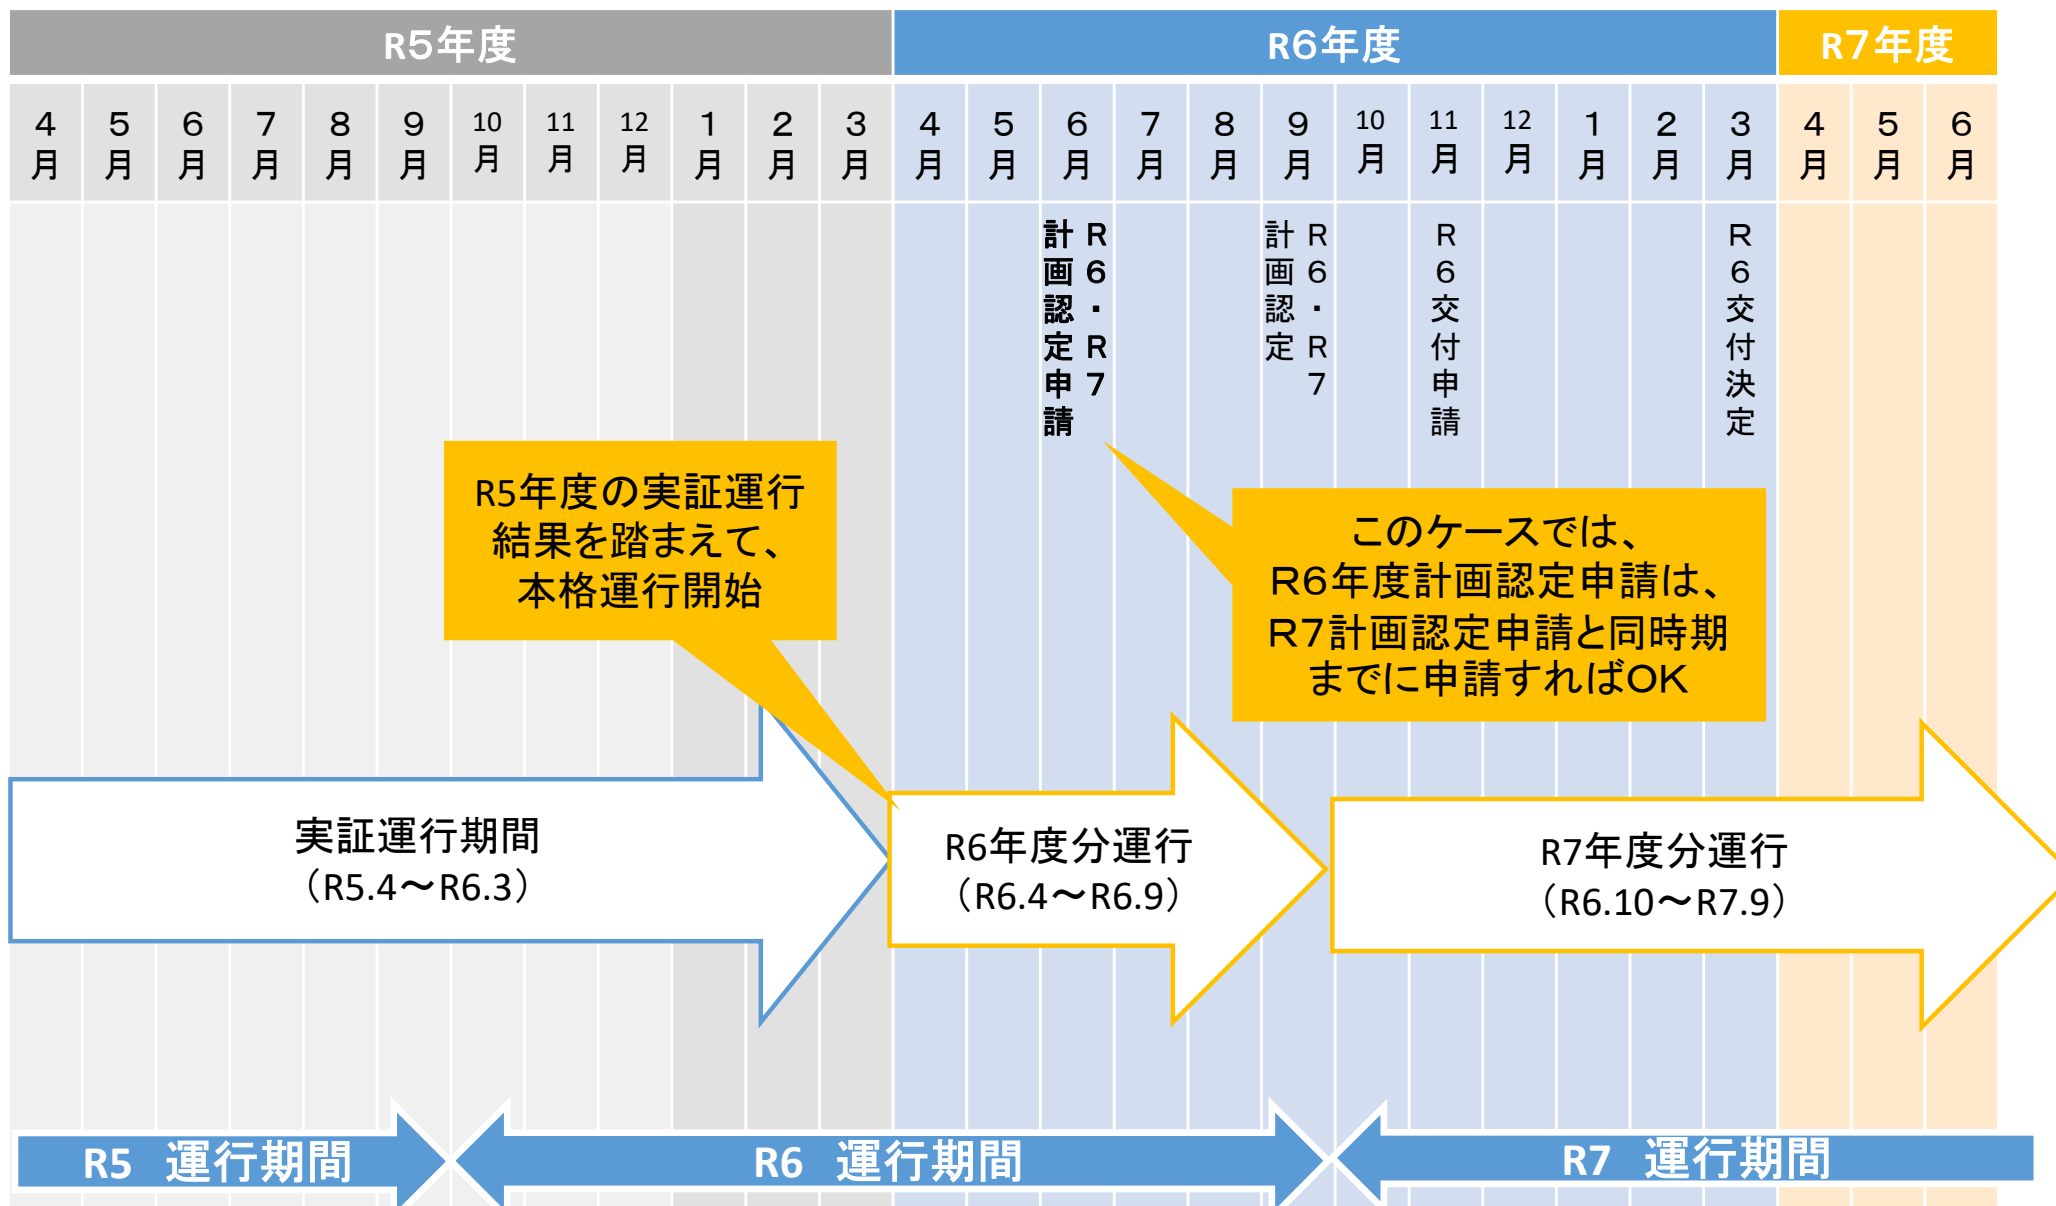 R5年度
R6年度
R7年度
4月
5月
6月
7月
8月
9月
10月
11月
12月
1月
2月
3月
4月
5月
6月
7月
8月
9月
10月
11月
12月
1月
2月
3月
4月
5月
6月
R6・R7
計画認定申請
R6・R7
計画認定
R6交付申請
R6交付決定
R5年度の実証運行
結果を踏まえて、
本格運行開始
このケースでは、
R6年度計画認定申請は、
R7計画認定申請と同時期
までに申請すればOK
実証運行期間
（R5.4～R6.3）
R6年度分運行
（R6.4～R6.9）
R7年度分運行
（R6.10～R7.9）
R5　運行期間
R6　運行期間
R7　運行期間